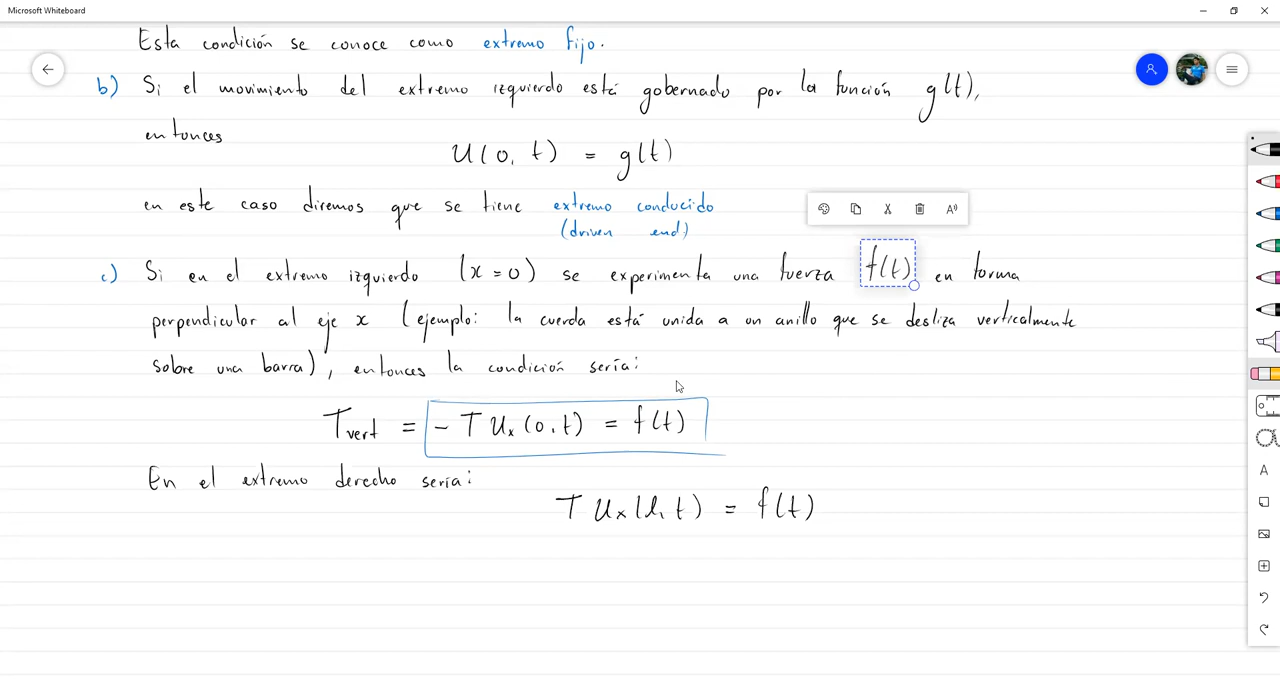 Microsoft Whiteboard
Esta condición se conoce como extremo fijo.
b) Si el movimiento del extremo izquierdo está gobernado por la función g(t),
entonces
u(0, t) = g(t)
en este caso diremos que se tiene extremo conducido
(driven end)
c) Si en el extremo izquierdo (x = 0) se experimenta una fuerza f(t) en forma
perpendicular al eje x (ejemplo: la cuerda está unida a un anillo que se desliza verticalmente
sobre una barra), entonces la condición sería:
T vert = - T Ux (0, t) = f(t)
En el extremo derecho sería:
T Ux (l, t) = f(t)